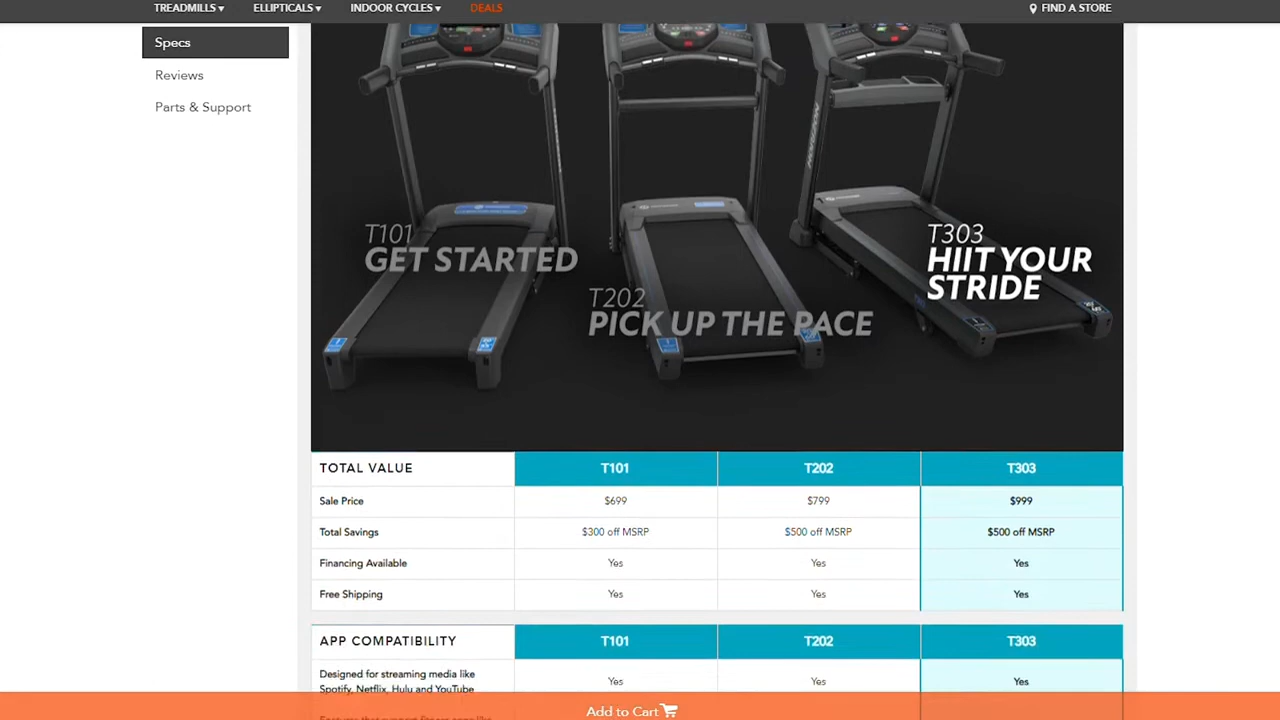 TREADMILLS▾ ELLIPTICALS▾ INDOOR CYCLES▾ DEALS FIND A STORE
Specs
Reviews
Parts & Support
HORIZON
T101
GET STARTED
T202
PICK UP THE PACE
T303
HIIT YOUR
STRIDE
TOTAL VALUE T101 T202 T303
Sale Price $699 $799 $999
Total Savings $300 off MSRP $500 off MSRP $500 off MSRP
Financing Available Yes Yes Yes
Free Shipping Yes Yes Yes
APP COMPATIBILITY T101 T202 T303
Designed for streaming media like
Spotify, Netflix, Hulu and YouTube Yes Yes Yes
Add to Cart